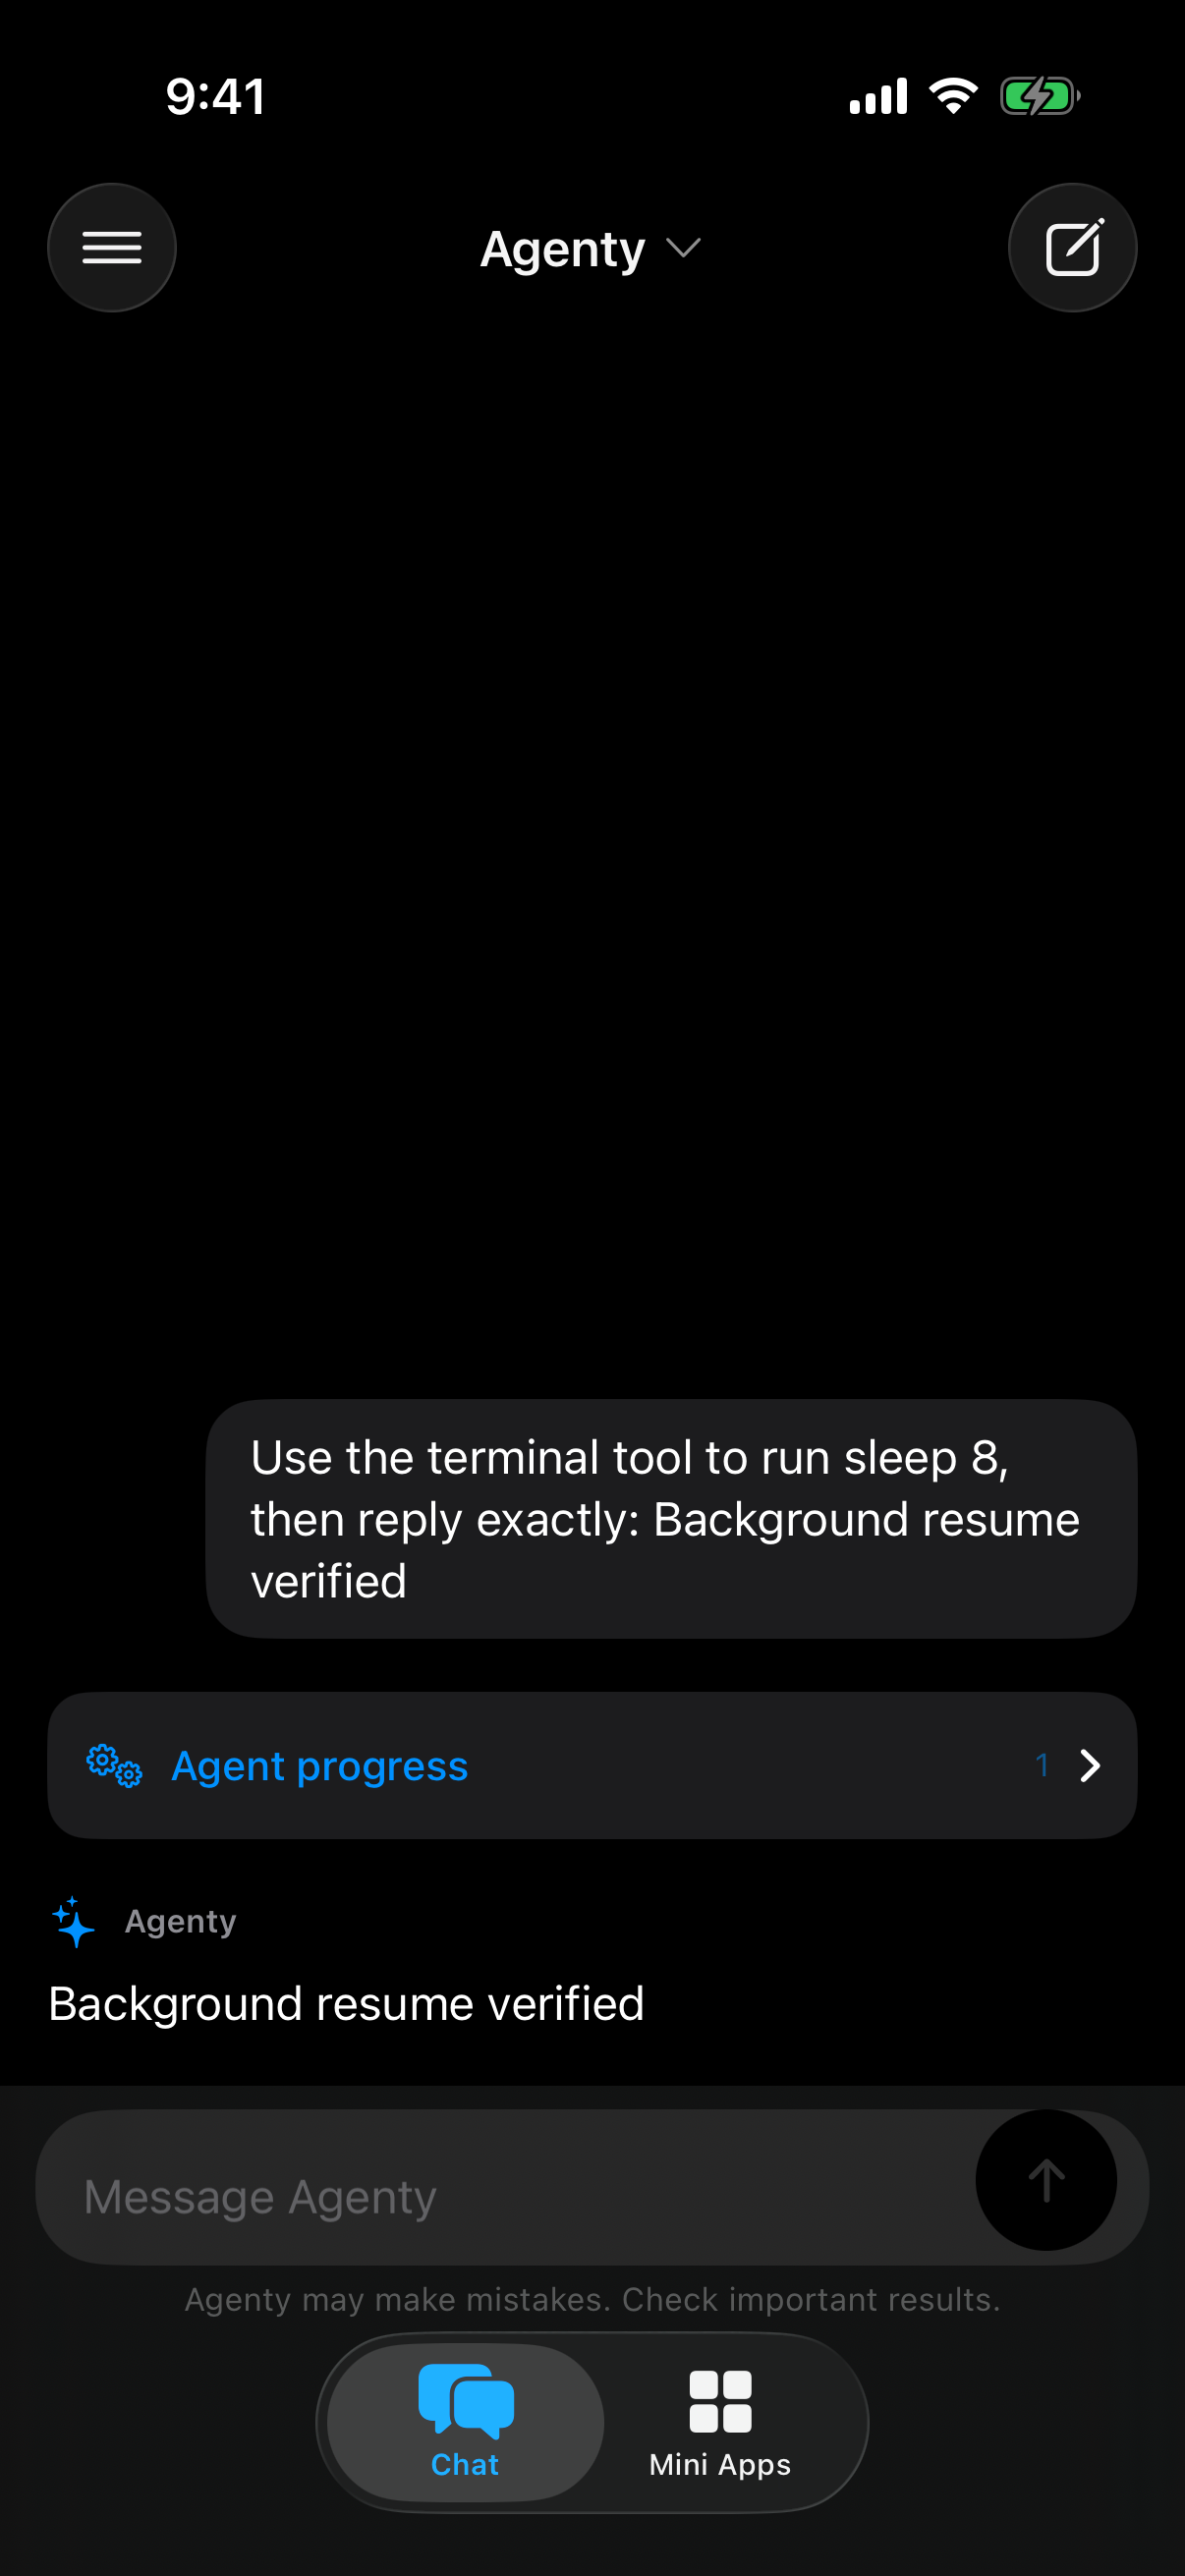 9:41
Agenty
Use the terminal tool to run sleep 8,
then reply exactly: Background resume
verified
Agent progress
1
Agenty
Background resume verified
Message Agenty
Agenty may make mistakes. Check important results.
Chat
Mini Apps